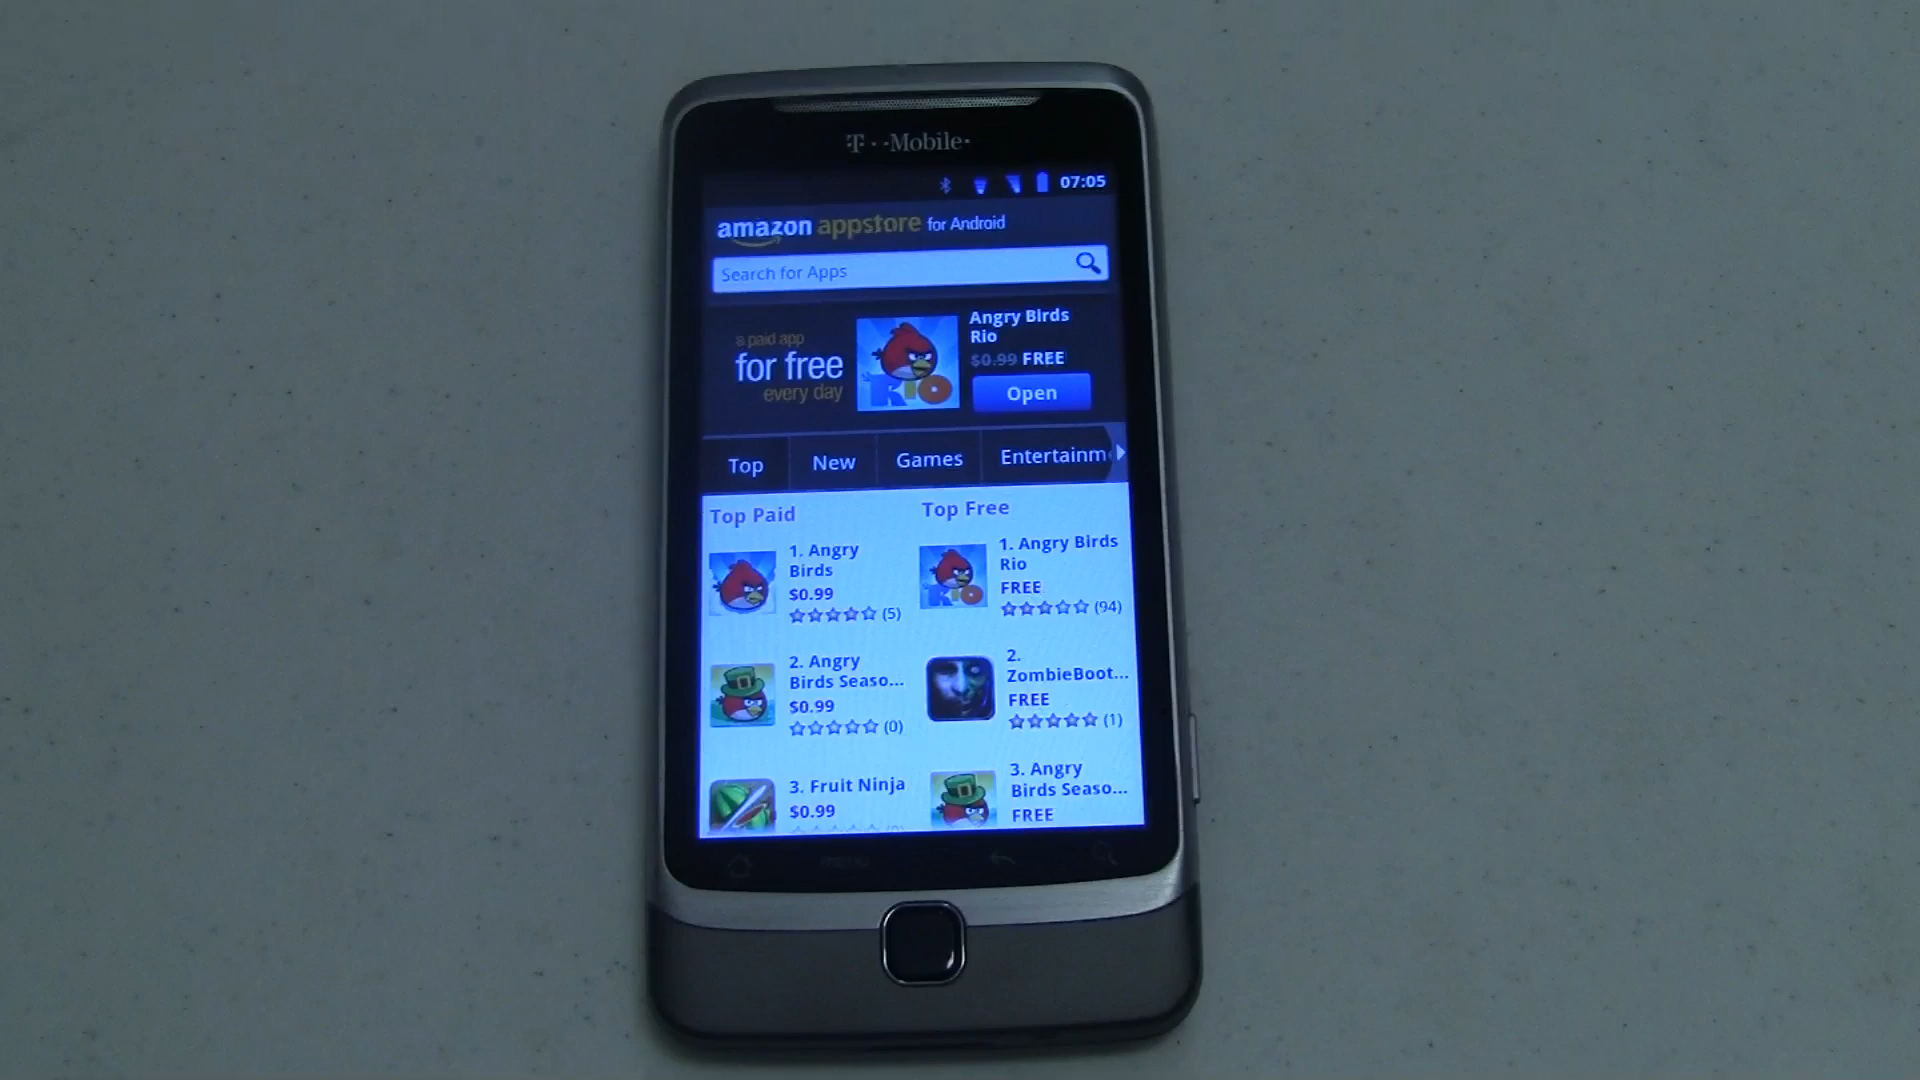 T··Mobile·
07:05
amazon appstore for Android
Search for Apps
a paid app
for free
every day
RIO
Angry Birds
Rio
$0.99 FREE
Open
Top
New
Games
Entertainm
Top Paid
1. Angry
Birds
$0.99
(5)
2. Angry
Birds Seaso...
$0.99
(0)
3. Fruit Ninja
$0.99
Top Free
RIO
1. Angry Birds
Rio
FREE
(94)
2.
ZombieBoot...
FREE
(1)
3. Angry
Birds Seaso...
FREE